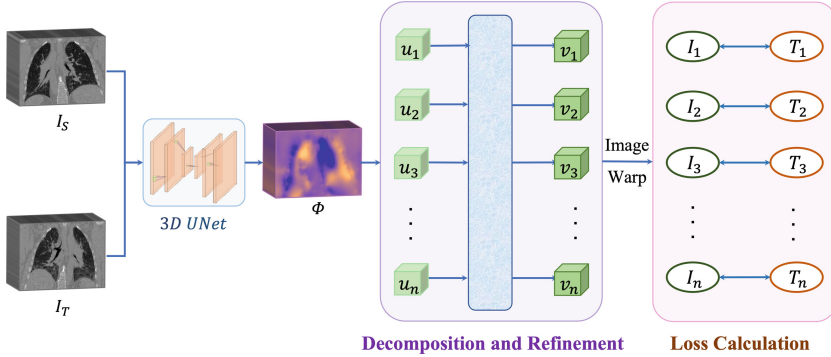 I_S
I_T
3D UNet
Φ
u_1
u_2
u_3
u_n
v_1
v_2
v_3
v_n
Image
Warp
I_1 T_1
I_2 T_2
I_3 T_3
I_n T_n
Decomposition and Refinement
Loss Calculation